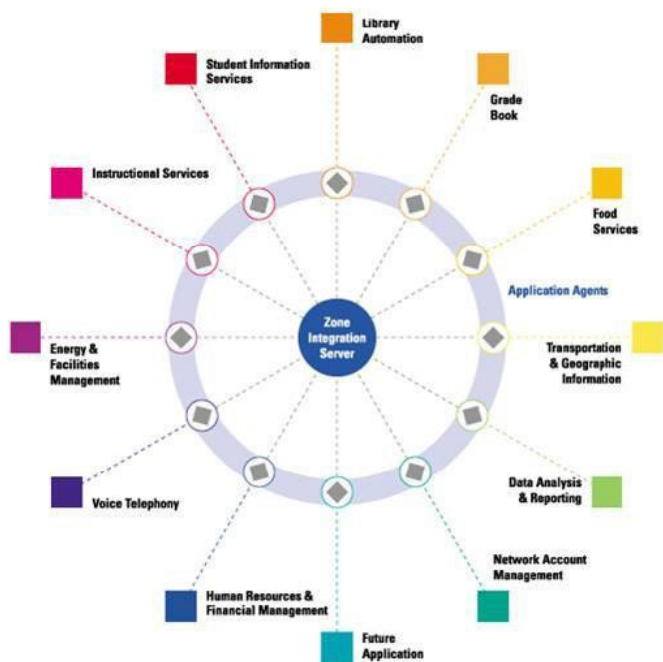 Library
Automation
Student Information
Services
Grade
Book
Instructional Services
Food
Services
Application Agents
Zone
Integration
Server
Energy &
Facilities
Management
Transportation
& Geographic
Information
Voice Telephony
Data Analysis
& Reporting
Network Account
Management
Human Resources &
Financial Management
Future
Application